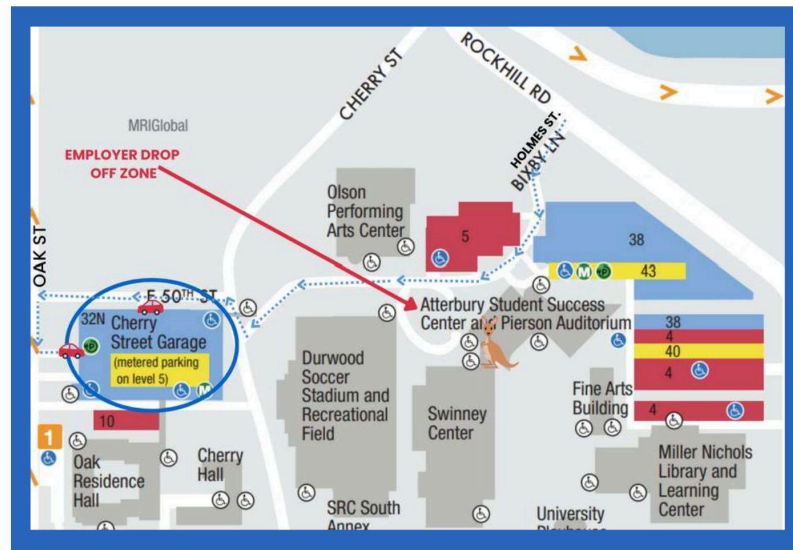 CHERRY ST
ROCKHILL RD
MRIGlobal
EMPLOYER DROP
OFF ZONE
HOLMES ST.
BIXBY LN
Olson
Performing
Arts Center
5
38
M
P
43
OAK ST
E 50TH ST
32N
Cherry
Street Garage
P
(metered parking
on level 5)
M
Atterbury Student Success
Center and Pierson Auditorium
38
4
40
4
4
Durwood
Soccer
Stadium and
Recreational
Field
Swinney
Center
Fine Arts
Building
10
1
Oak
Residence
Hall
Cherry
Hall
Miller Nichols
Library and
Learning
Center
SRC South
Annex
University
Playhouse